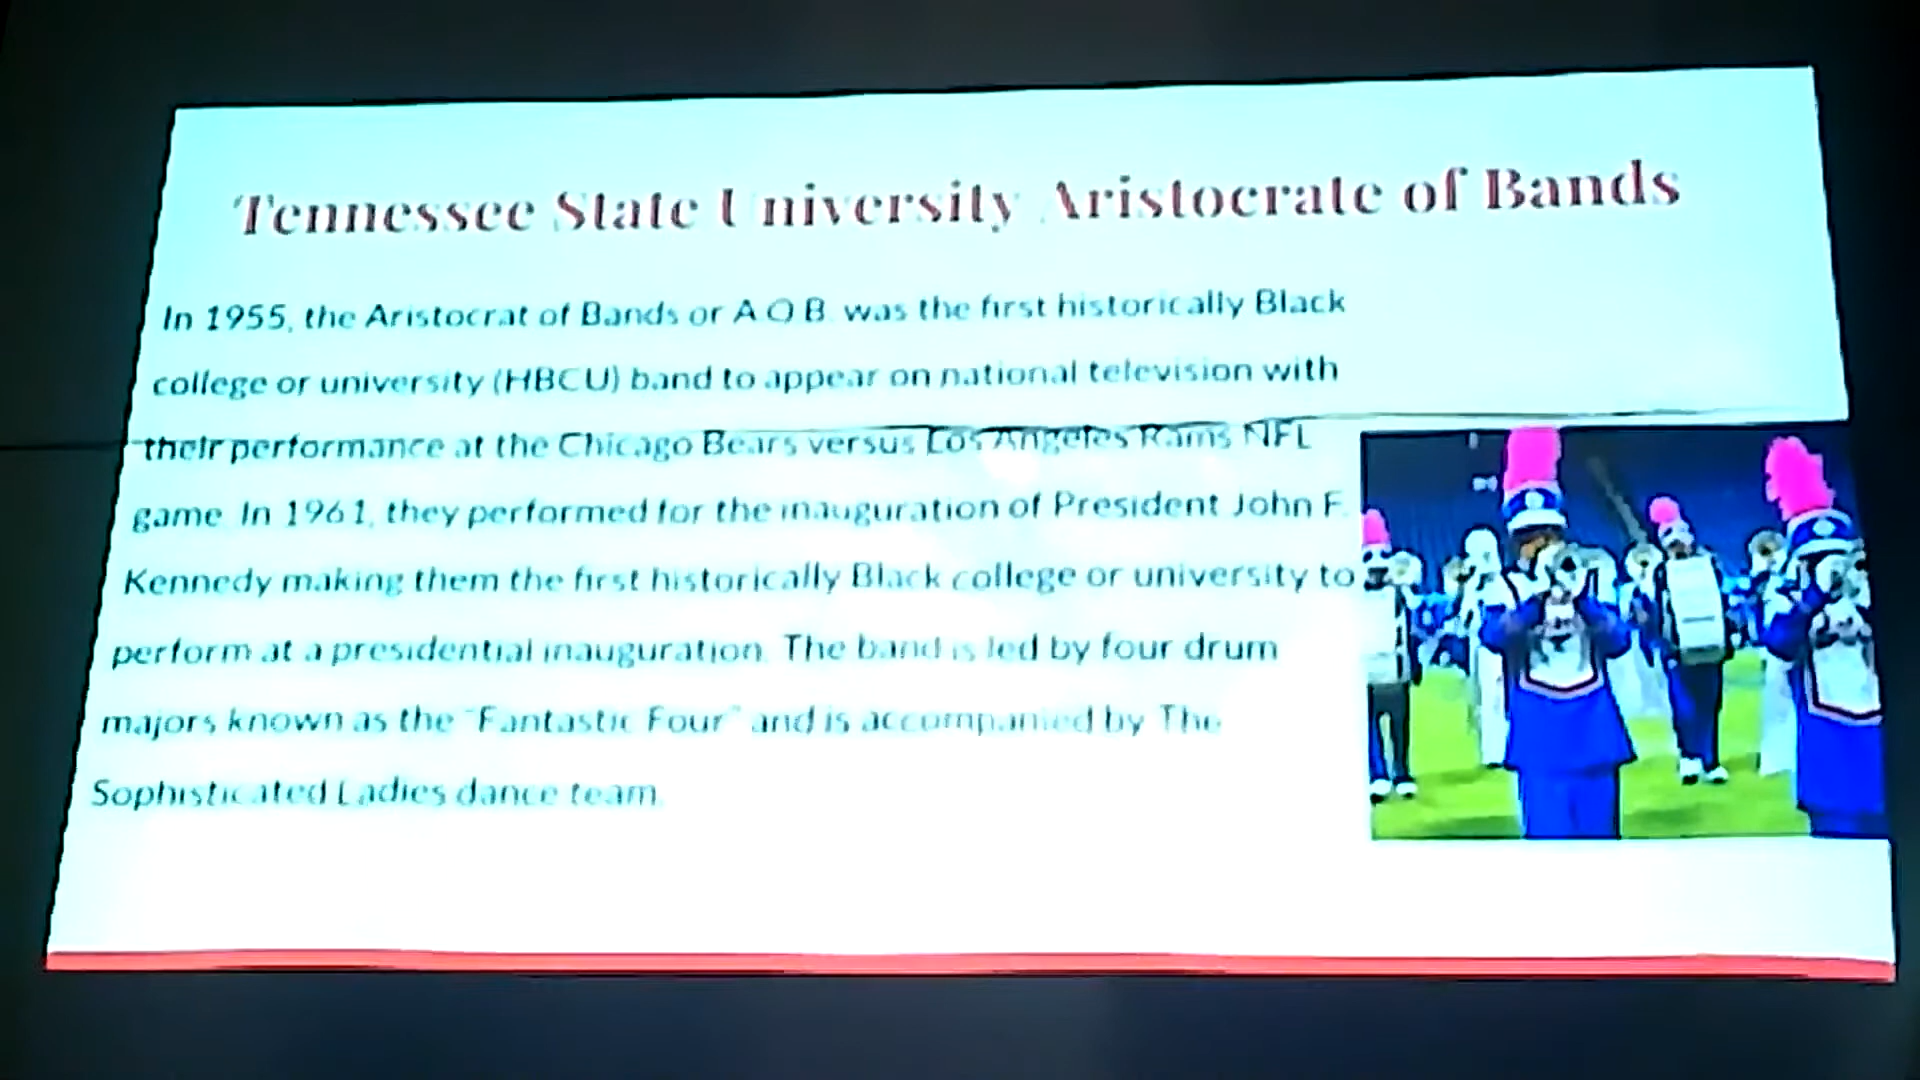 Tennessee State University Aristocrate of Bands
In 1955, the Aristocrat of Bands or A.O.B. was the first historically Black
college or university (HBCU) band to appear on national television with
their performance at the Chicago Bears versus Los Angeles Rams NFL
game. In 1961, they performed for the inauguration of President John F.
Kennedy making them the first historically Black college or university to
perform at a presidential inauguration. The band is led by four drum
majors known as the "Fantastic Four" and is accompanied by The
Sophisticated Ladies dance team.